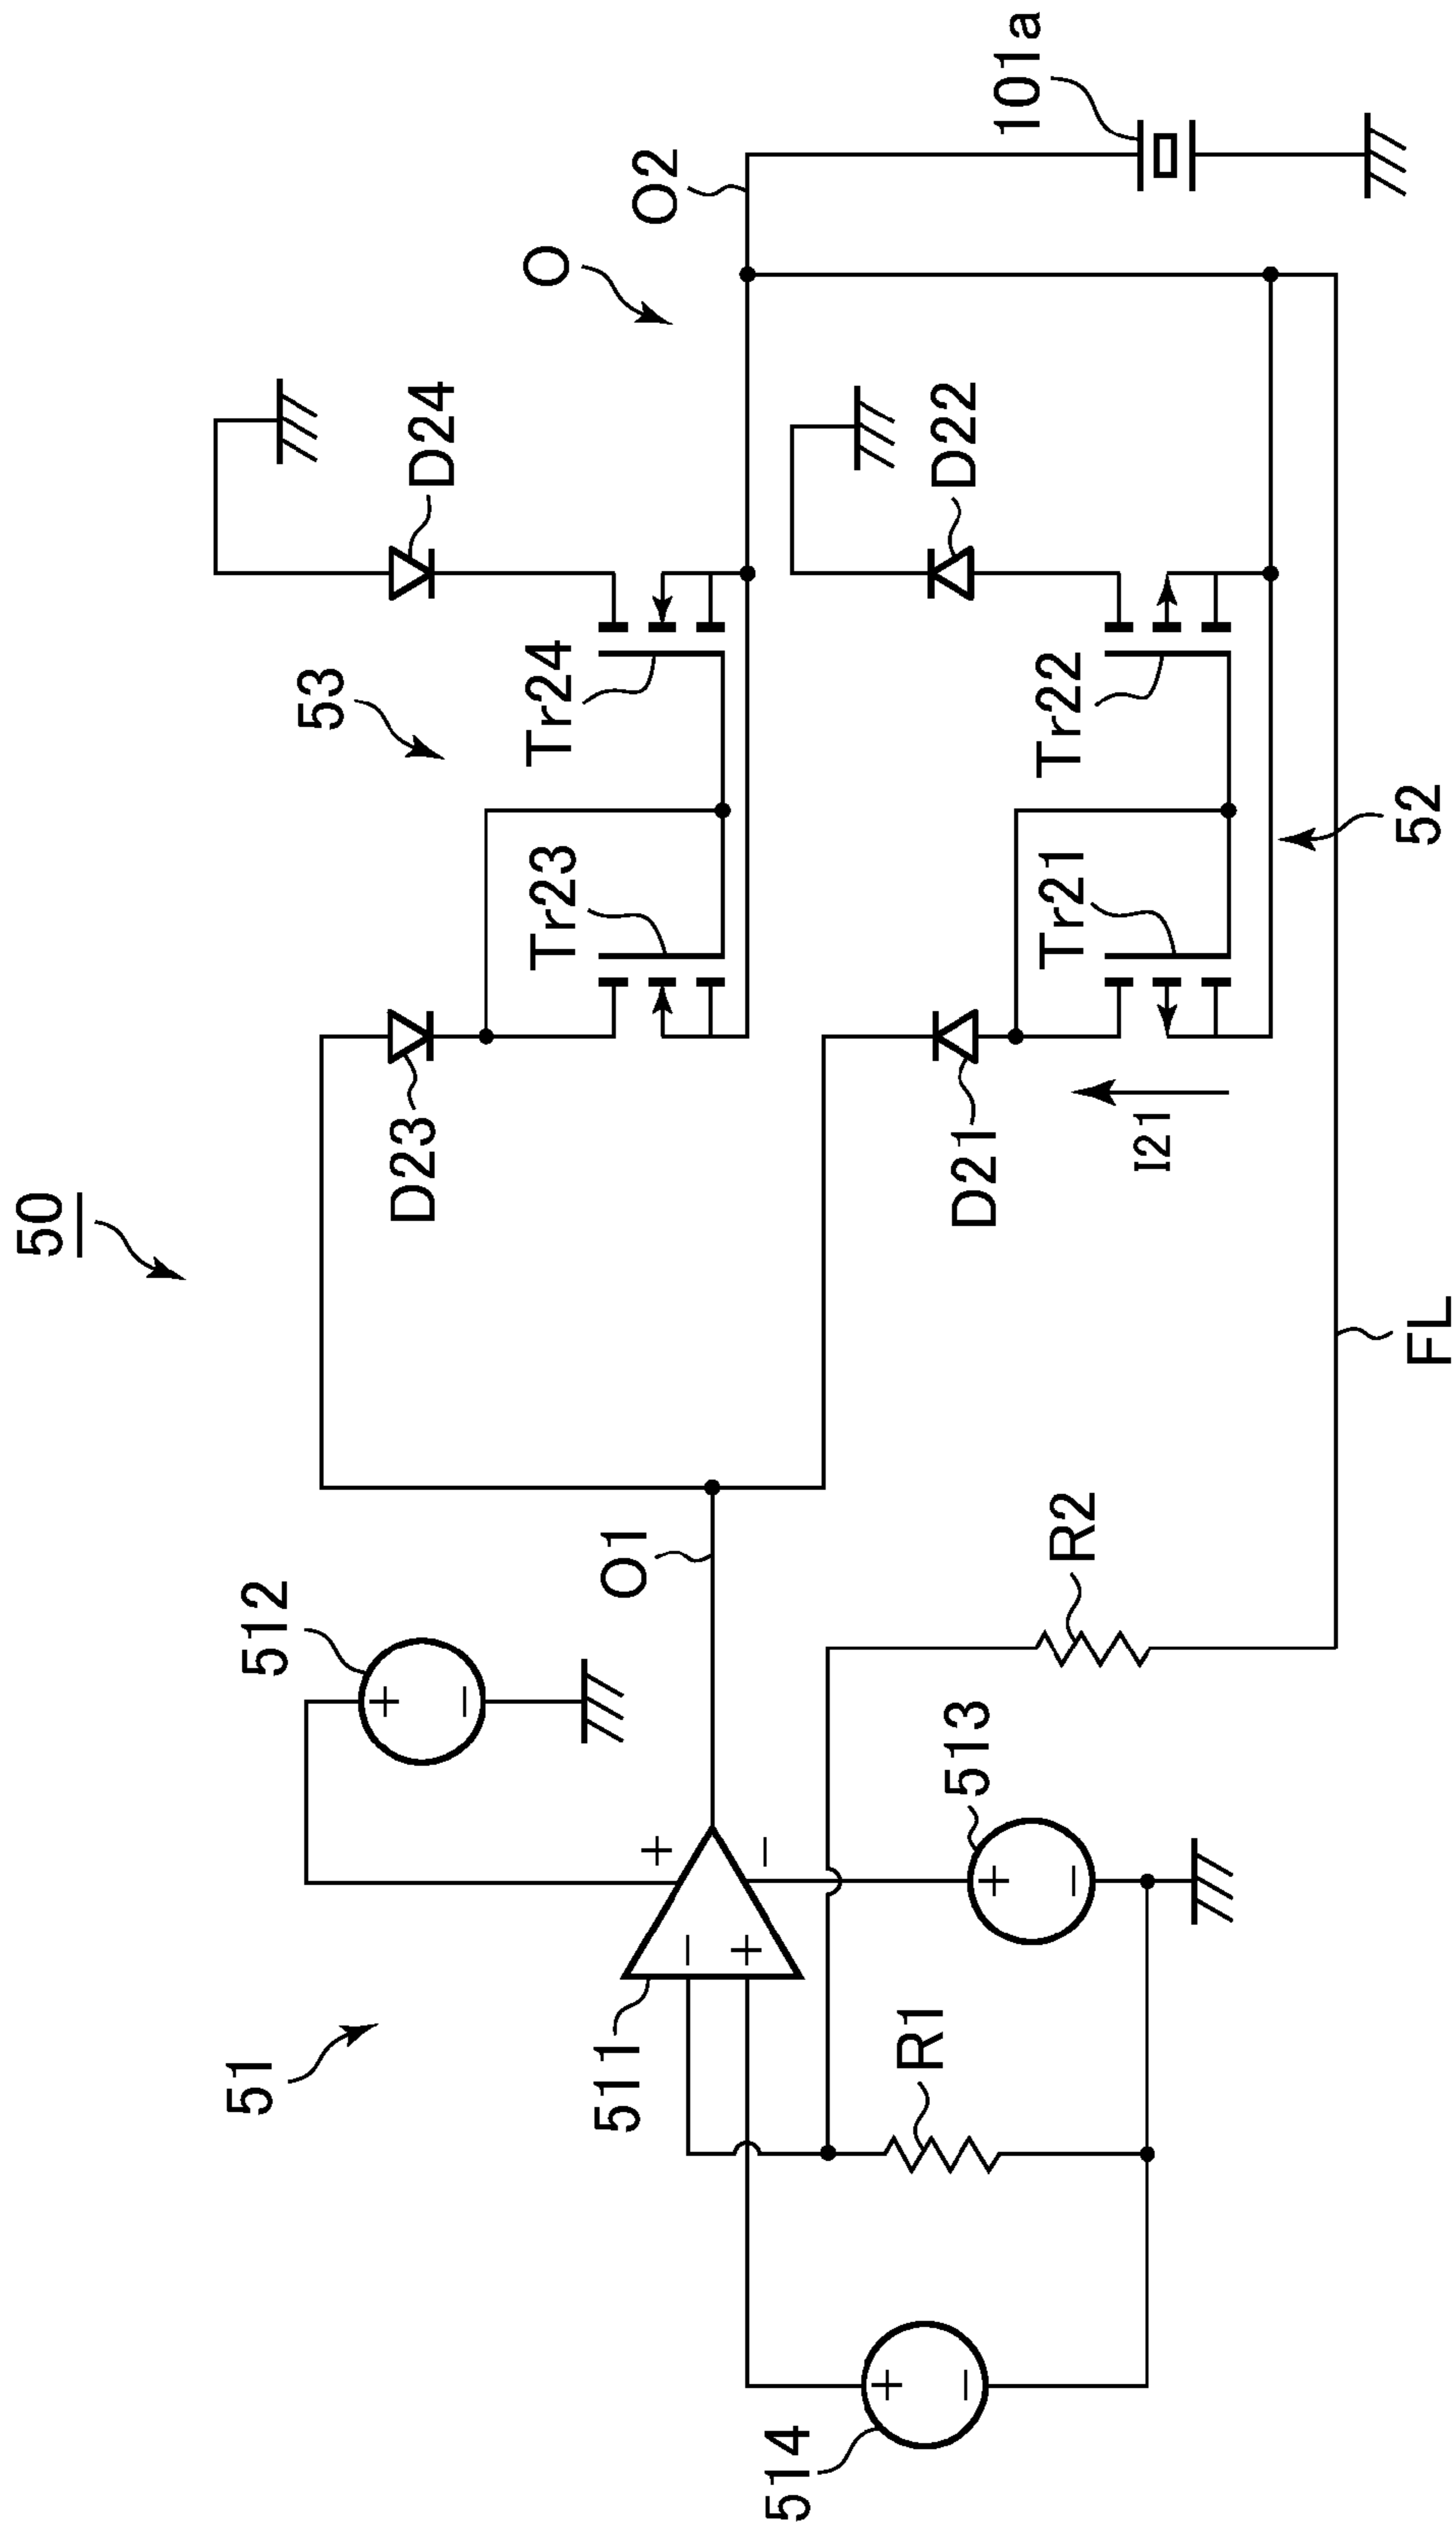 50
51
512
+
−
511
−
+
+
−
O1
513
+
−
514
+
−
R1
R2
FL
53
D23
D24
Tr23
Tr24
O
O2
101a
D21
D22
Tr21
Tr22
I21
52